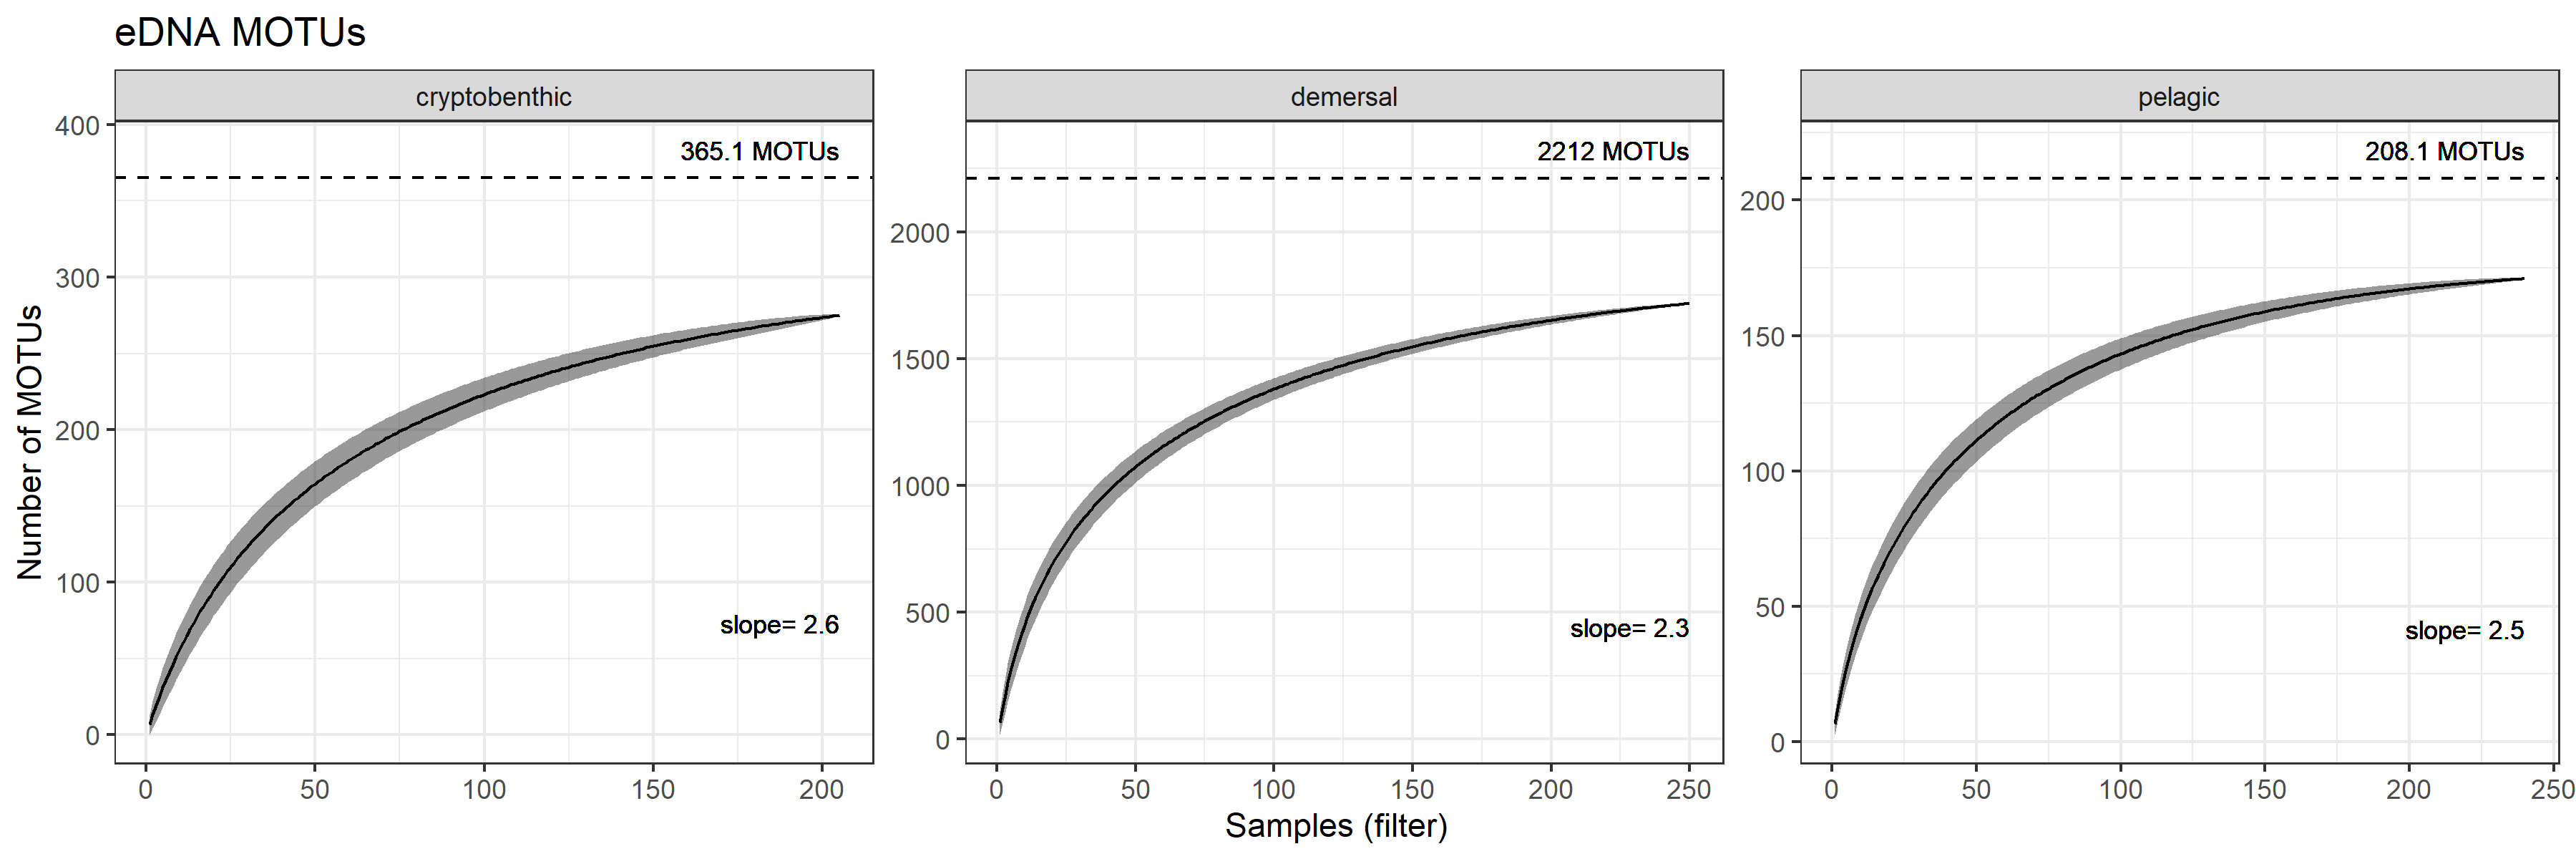 eDNA MOTUs
cryptobenthic
demersal
pelagic
Number of MOTUs
400
300
200
100
0
365.1 MOTUs
slope= 2.6
0
50
100
150
200
2000
1500
1000
500
0
2212 MOTUs
slope= 2.3
0
50
100
150
200
250
200
150
100
50
0
208.1 MOTUs
slope= 2.5
0
50
100
150
200
250
Samples (filter)